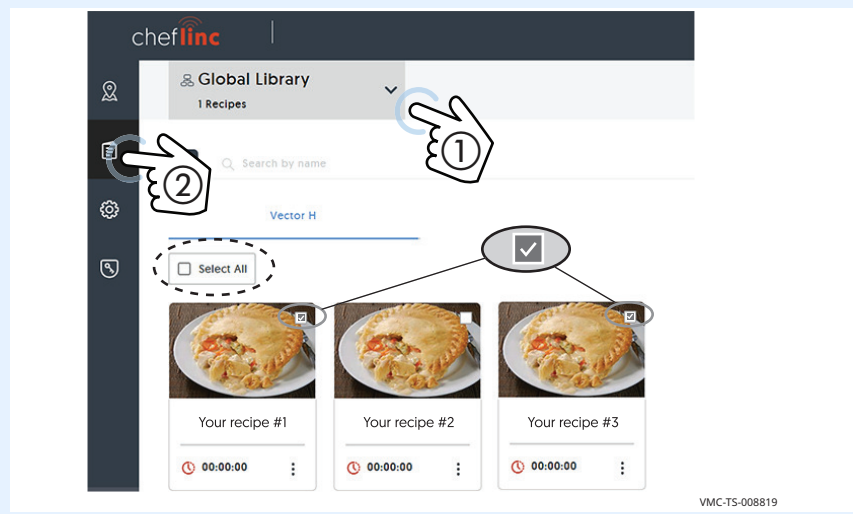 cheflinc
Global Library
1 Recipes
1
2
Search by name
Vector H
Select All
Your recipe #1
Your recipe #2
Your recipe #3
00:00:00
00:00:00
00:00:00
VMC-TS-008819